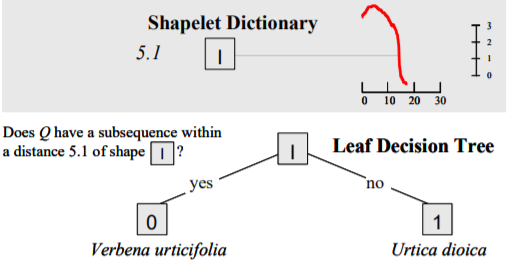 Shapelet Dictionary
5.1
I
3
2
1
0
0 10 20 30
Does Q have a subsequence within
a distance 5.1 of shape I ?
I
Leaf Decision Tree
yes
no
0
1
Verbena urticifolia
Urtica dioica